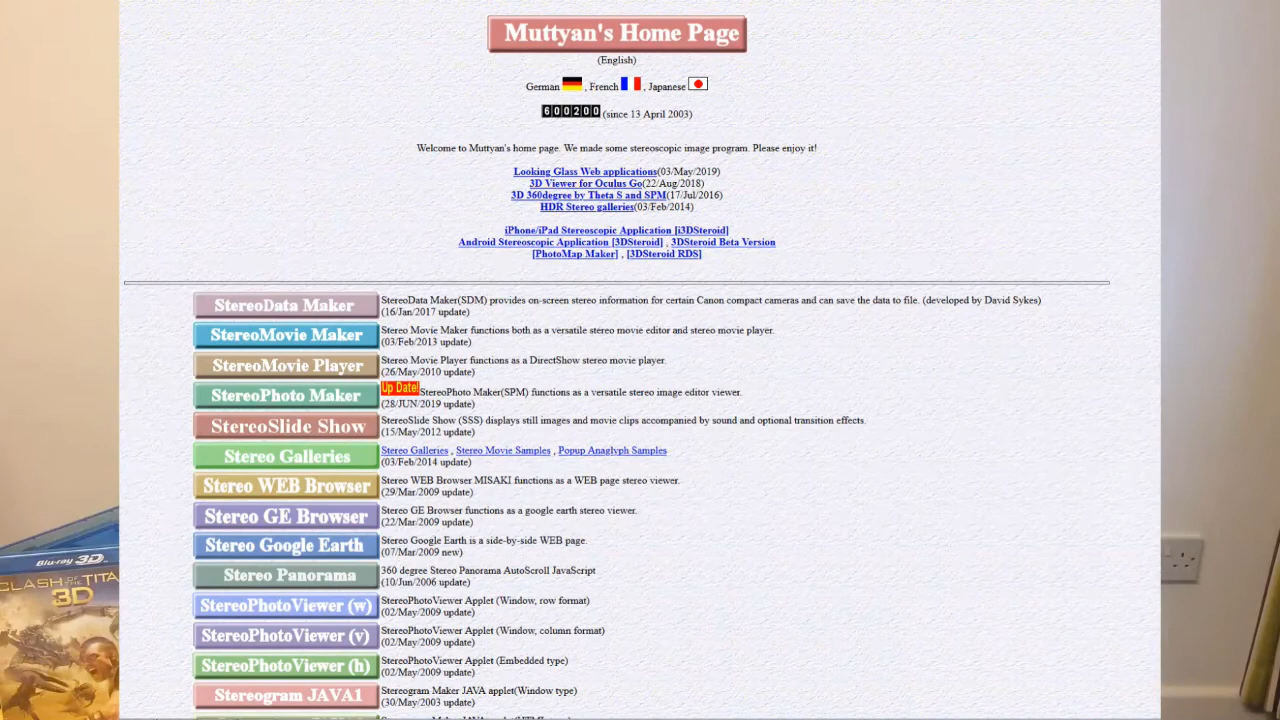 Muttyan's Home Page
(English)
German , French , Japanese
600200 (since 13 April 2003)
Welcome to Muttyan's home page. We made some stereoscopic image program. Please enjoy it!
Looking Glass Web applications(03/May/2019)
3D Viewer for Oculus Go(22/Aug/2018)
3D 360degree by Theta S and SPM(17/Jul/2016)
HDR Stereo galleries(03/Feb/2014)
iPhone/iPad Stereoscopic Application [i3DSteroid]
Android Stereoscopic Application [3DSteroid] , 3DSteroid Beta Version
[PhotoMap Maker] , [3DSteroid RDS]
StereoData Maker StereoData Maker(SDM) provides on-screen stereo information for certain Canon compact cameras and can save the data to file. (developed by David Sykes)
(16/Jan/2017 update)
StereoMovie Maker Stereo Movie Maker functions both as a versatile stereo movie editor and stereo movie player.
(03/Feb/2013 update)
StereoMovie Player Stereo Movie Player functions as a DirectShow stereo movie player.
(26/May/2010 update)
StereoPhoto Maker Up Date! StereoPhoto Maker(SPM) functions as a versatile stereo image editor viewer.
(28/JUN/2019 update)
StereoSlide Show StereoSlide Show (SSS) displays still images and movie clips accompanied by sound and optional transition effects.
(15/May/2012 update)
Stereo Galleries Stereo Galleries , Stereo Movie Samples , Popup Anaglyph Samples
(03/Feb/2014 update)
Stereo WEB Browser Stereo WEB Browser MISAKI functions as a WEB page stereo viewer.
(29/Mar/2009 update)
Stereo GE Browser Stereo GE Browser functions as a google earth stereo viewer.
(22/Mar/2009 update)
Stereo Google Earth Stereo Google Earth is a side-by-side WEB page.
(07/Mar/2009 new)
Stereo Panorama 360 degree Stereo Panorama AutoScroll JavaScript
(10/Jun/2006 update)
StereoPhotoViewer (w) StereoPhotoViewer Applet (Window, row format)
(02/May/2009 update)
StereoPhotoViewer (v) StereoPhotoViewer Applet (Window, column format)
(02/May/2009 update)
StereoPhotoViewer (h) StereoPhotoViewer Applet (Embedded type)
(02/May/2009 update)
Stereogram JAVA1 Stereogram Maker JAVA applet(Window type)
(30/May/2003 update)
Blu-ray 3D
CLASH OF THE TITA
3D